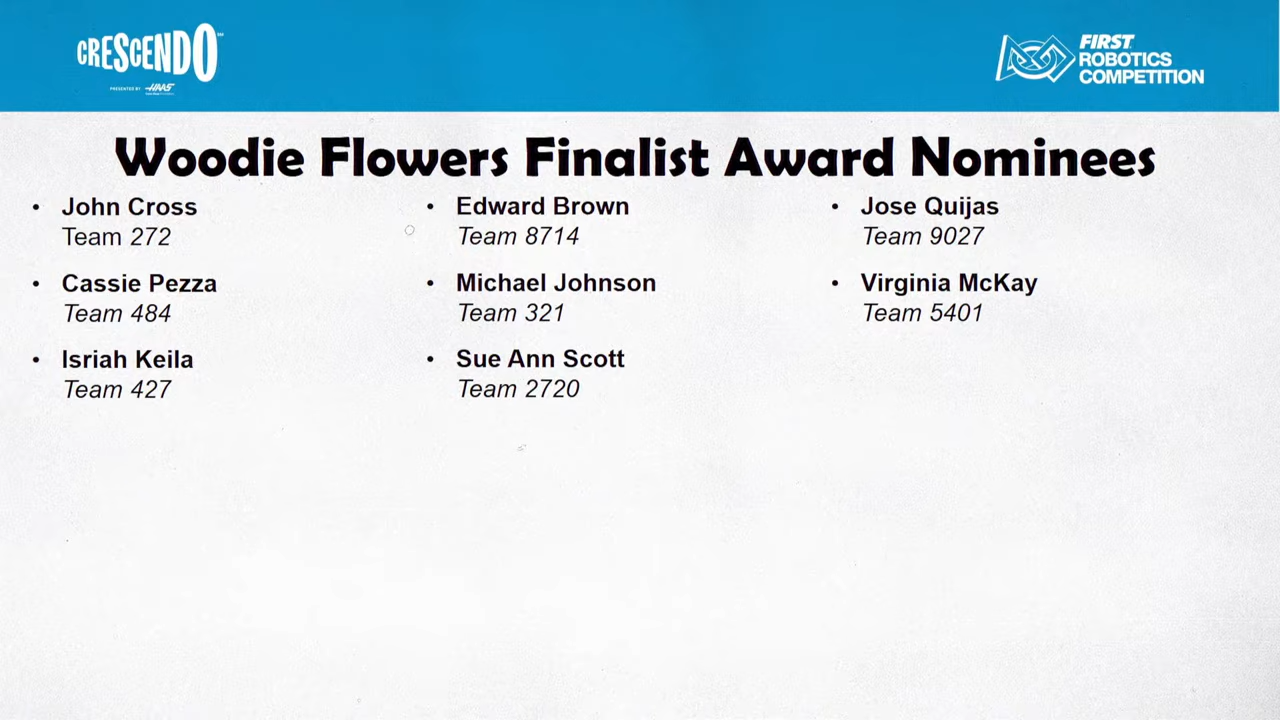 CRESCENDO
PRESENTED BY HAAS
FIRST
ROBOTICS
COMPETITION
Woodie Flowers Finalist Award Nominees
• John Cross
Team 272
• Cassie Pezza
Team 484
• Isriah Keila
Team 427
• Edward Brown
Team 8714
• Michael Johnson
Team 321
• Sue Ann Scott
Team 2720
• Jose Quijas
Team 9027
• Virginia McKay
Team 5401